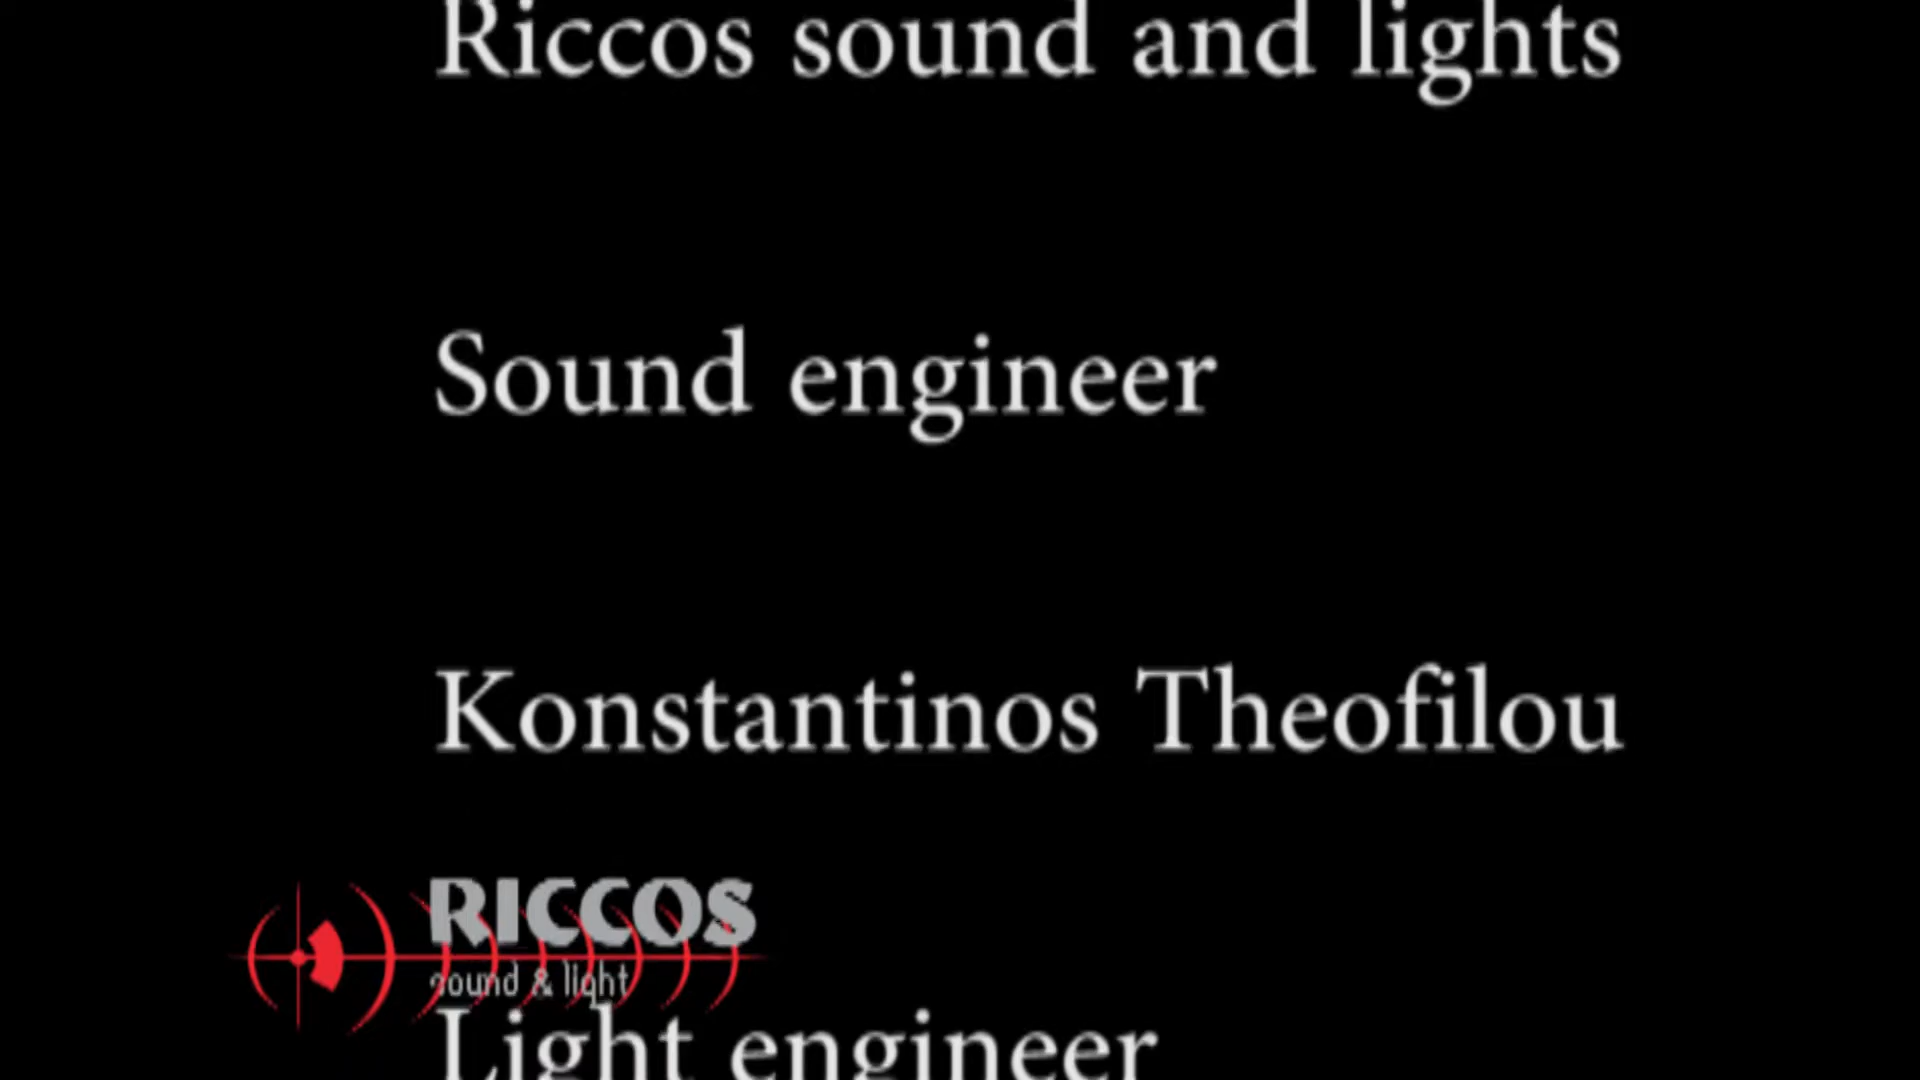 Riccos sound and lights
Sound engineer
Konstantinos Theofilou
RICCOS
sound & light
Light engineer